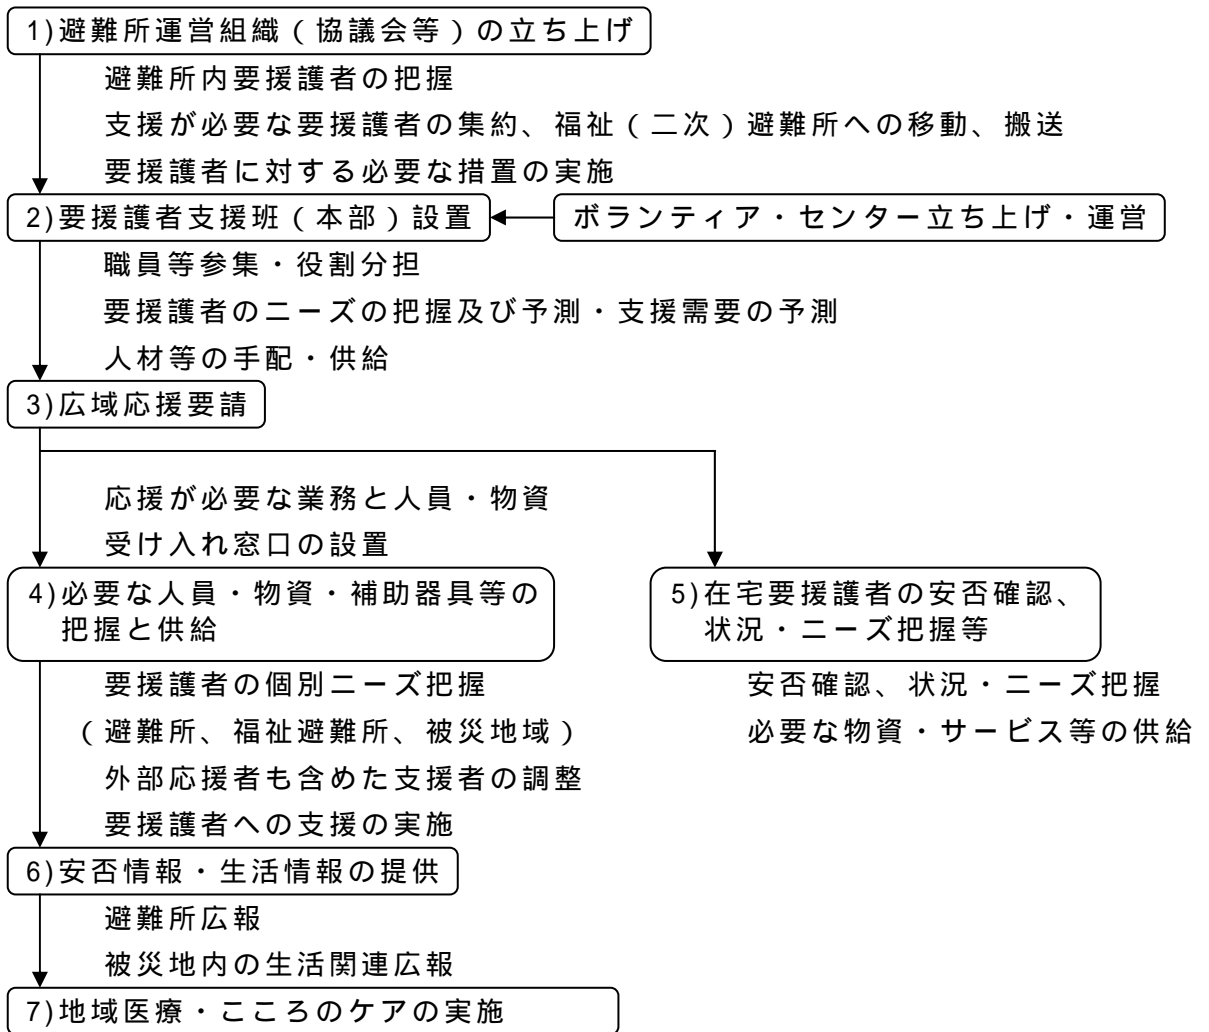 1)避難所運営組織（協議会等）の立ち上げ
避難所内要援護者の把握
支援が必要な要援護者の集約、福祉（二次）避難所への移動、搬送
要援護者に対する必要な措置の実施
2)要援護者支援班（本部）設置
ボランティア・センター立ち上げ・運営
職員等参集・役割分担
要援護者のニーズの把握及び予測・支援需要の予測
人材等の手配・供給
3)広域応援要請
応援が必要な業務と人員・物資
受け入れ窓口の設置
4)必要な人員・物資・補助器具等の
把握と供給
5)在宅要援護者の安否確認、
状況・ニーズ把握等
要援護者の個別ニーズ把握
（避難所、福祉避難所、被災地域）
外部応援者も含めた支援者の調整
要援護者への支援の実施
安否確認、状況・ニーズ把握
必要な物資・サービス等の供給
6)安否情報・生活情報の提供
避難所広報
被災地内の生活関連広報
7)地域医療・こころのケアの実施